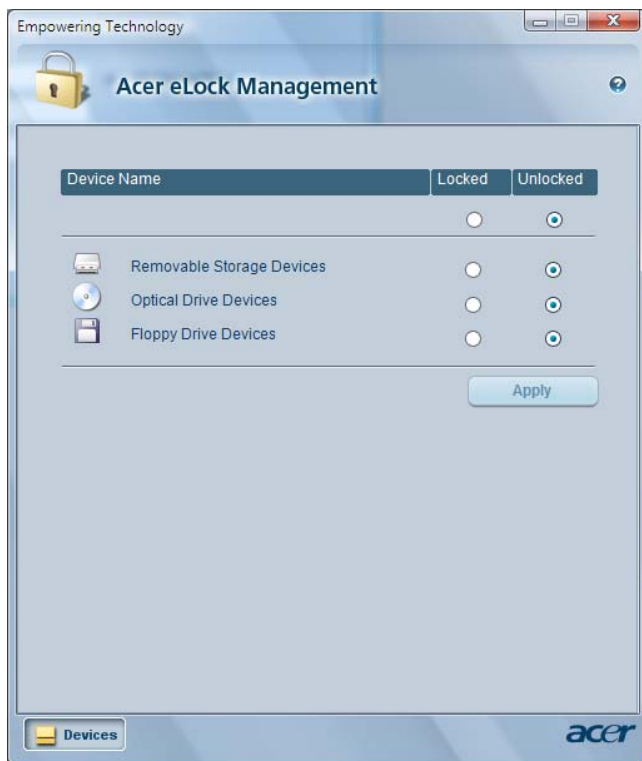 Empowering Technology
Acer eLock Management
Device Name Locked Unlocked
Removable Storage Devices
Optical Drive Devices
Floppy Drive Devices
Apply
Devices
acer